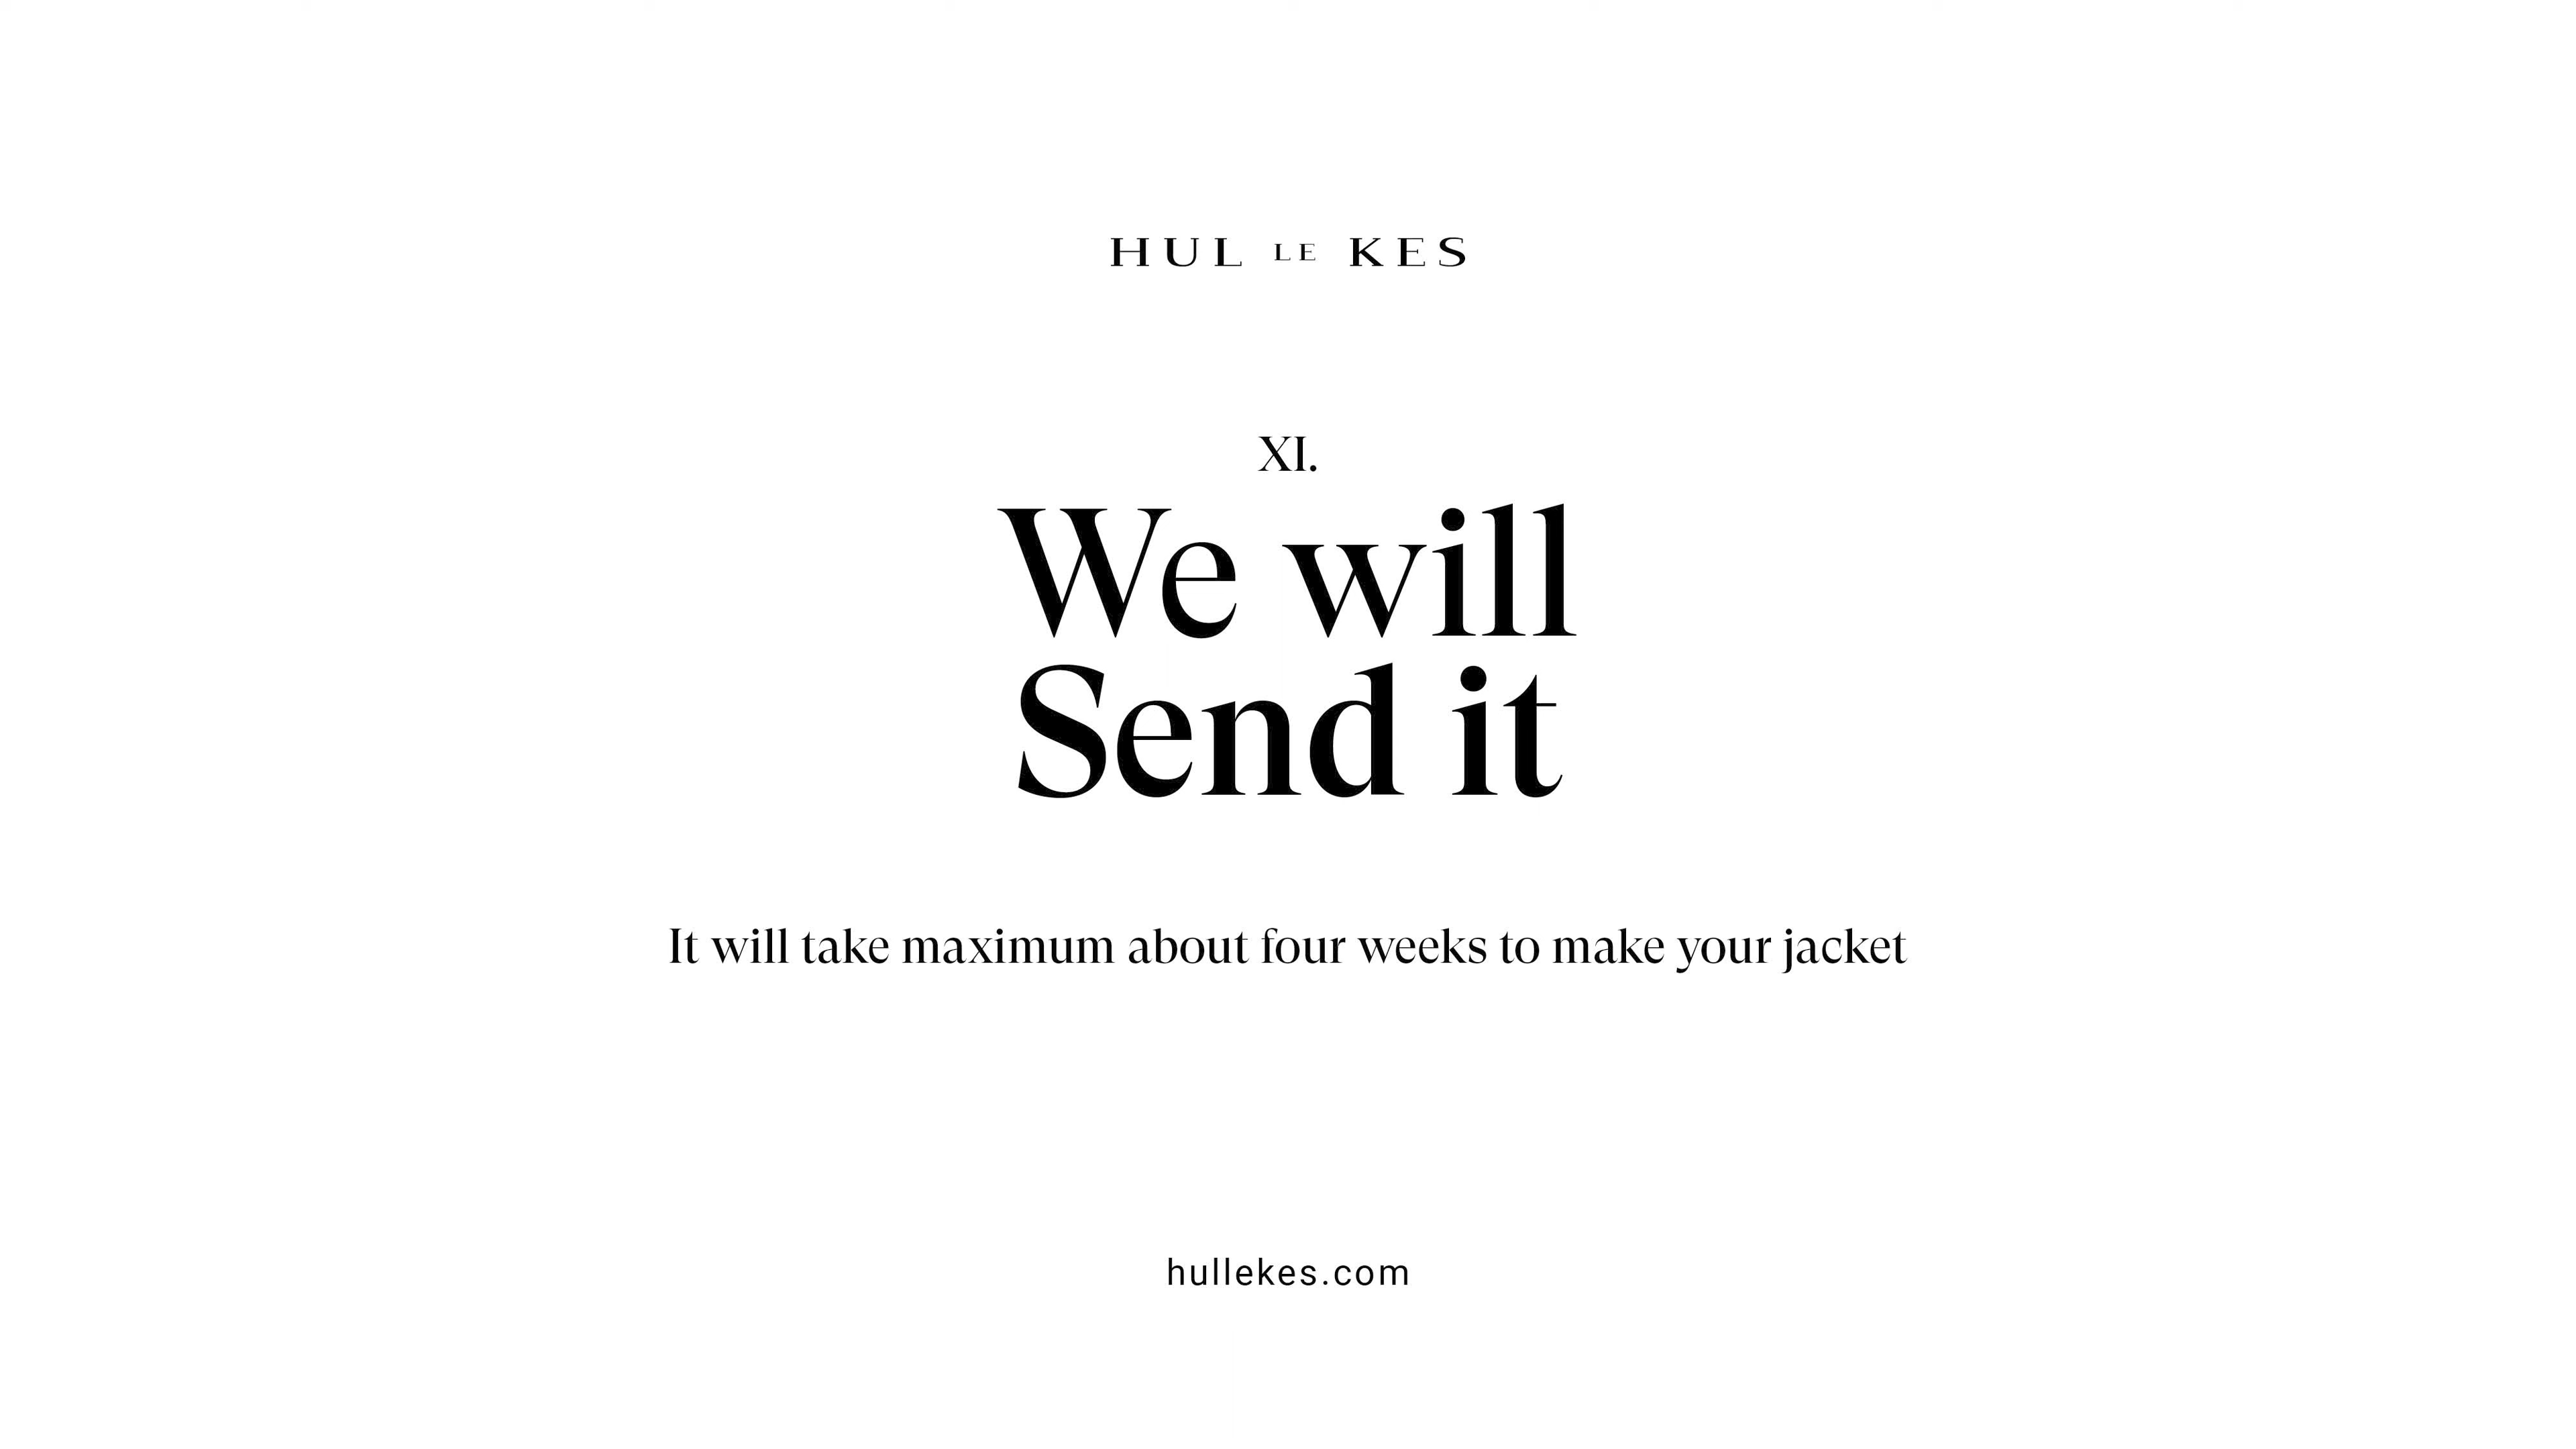 HUL LE KES
XI.
We will
Send it
It will take maximum about four weeks to make your jacket
hullekes.com